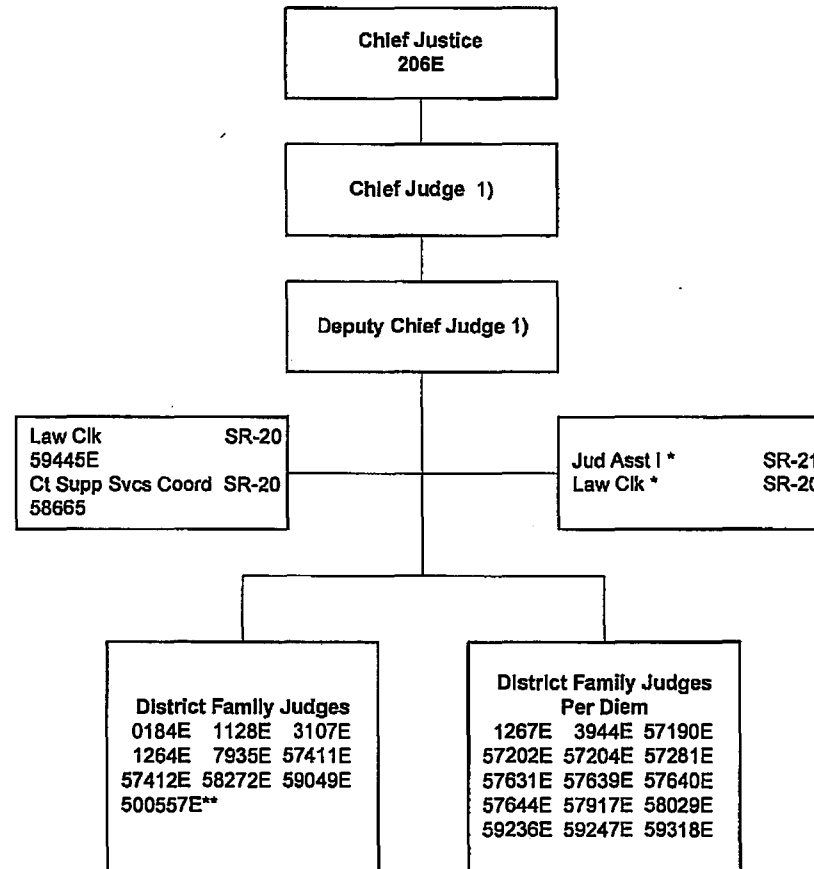 Chief Justice
206E
Chief Judge 1)
Deputy Chief Judge 1)
Law Clk SR-20
59445E
Ct Supp Svcs Coord SR-20
58665
Jud Asst I * SR-21
Law Clk * SR-20
District Family Judges
0184E 1128E 3107E
1264E 7935E 57411E
57412E 58272E 59049E
500557E**
District Family Judges
Per Diem
1267E 3944E 57190E
57202E 57204E 57281E
57631E 57639E 57640E
57644E 57917E 58029E
59236E 59247E 59318E